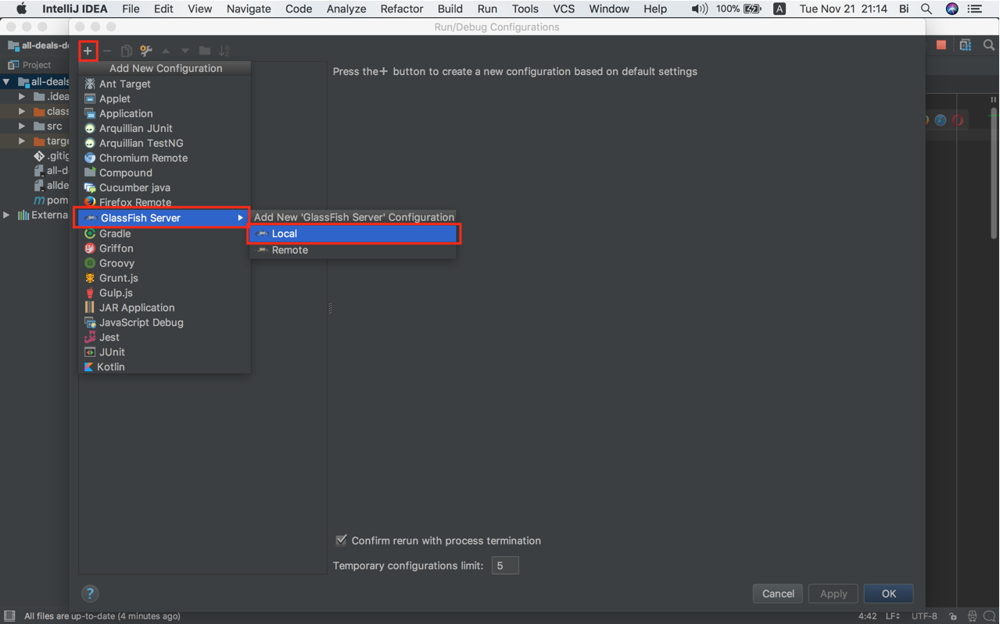 IntelliJ IDEA File Edit View Navigate Code Analyze Refactor Build Run Tools VCS Window Help 100% A Tue Nov 21 21:14 Bi
Run/Debug Configurations
all-deals-de
Project
all-deals
.idea
class
src
targe
.gitig
all-d
allde
pom
Externa
Add New Configuration
Ant Target
Applet
Application
Arquillian JUnit
Arquillian TestNG
Chromium Remote
Compound
Cucumber java
Firefox Remote
GlassFish Server
Gradle
Griffon
Groovy
Grunt.js
Gulp.js
JAR Application
JavaScript Debug
Jest
JUnit
Kotlin
Add New 'GlassFish Server' Configuration
Local
Remote
Press the + button to create a new configuration based on default settings
Confirm rerun with process termination
Temporary configurations limit: 5
? Cancel Apply OK
All files are up-to-date (4 minutes ago) 4:42 LF UTF-8